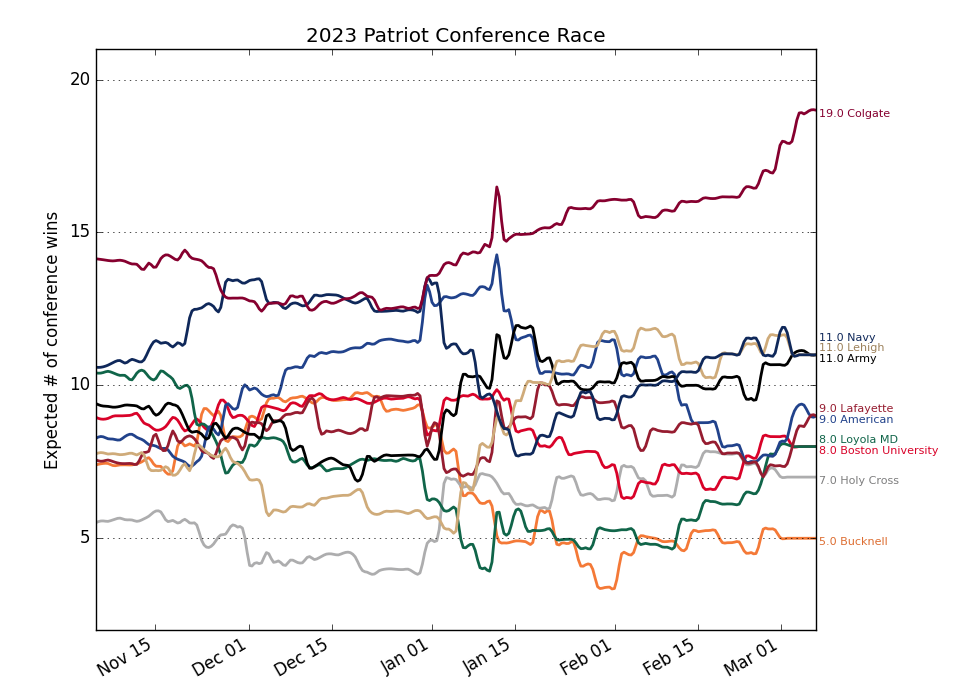 2023 Patriot Conference Race
Expected # of conference wins
20
15
10
5
Nov 15
Dec 01
Dec 15
Jan 01
Jan 15
Feb 01
Feb 15
Mar 01
19.0 Colgate
11.0 Navy
11.0 Lehigh
11.0 Army
9.0 Lafayette
9.0 American
8.0 Loyola MD
8.0 Boston University
7.0 Holy Cross
5.0 Bucknell